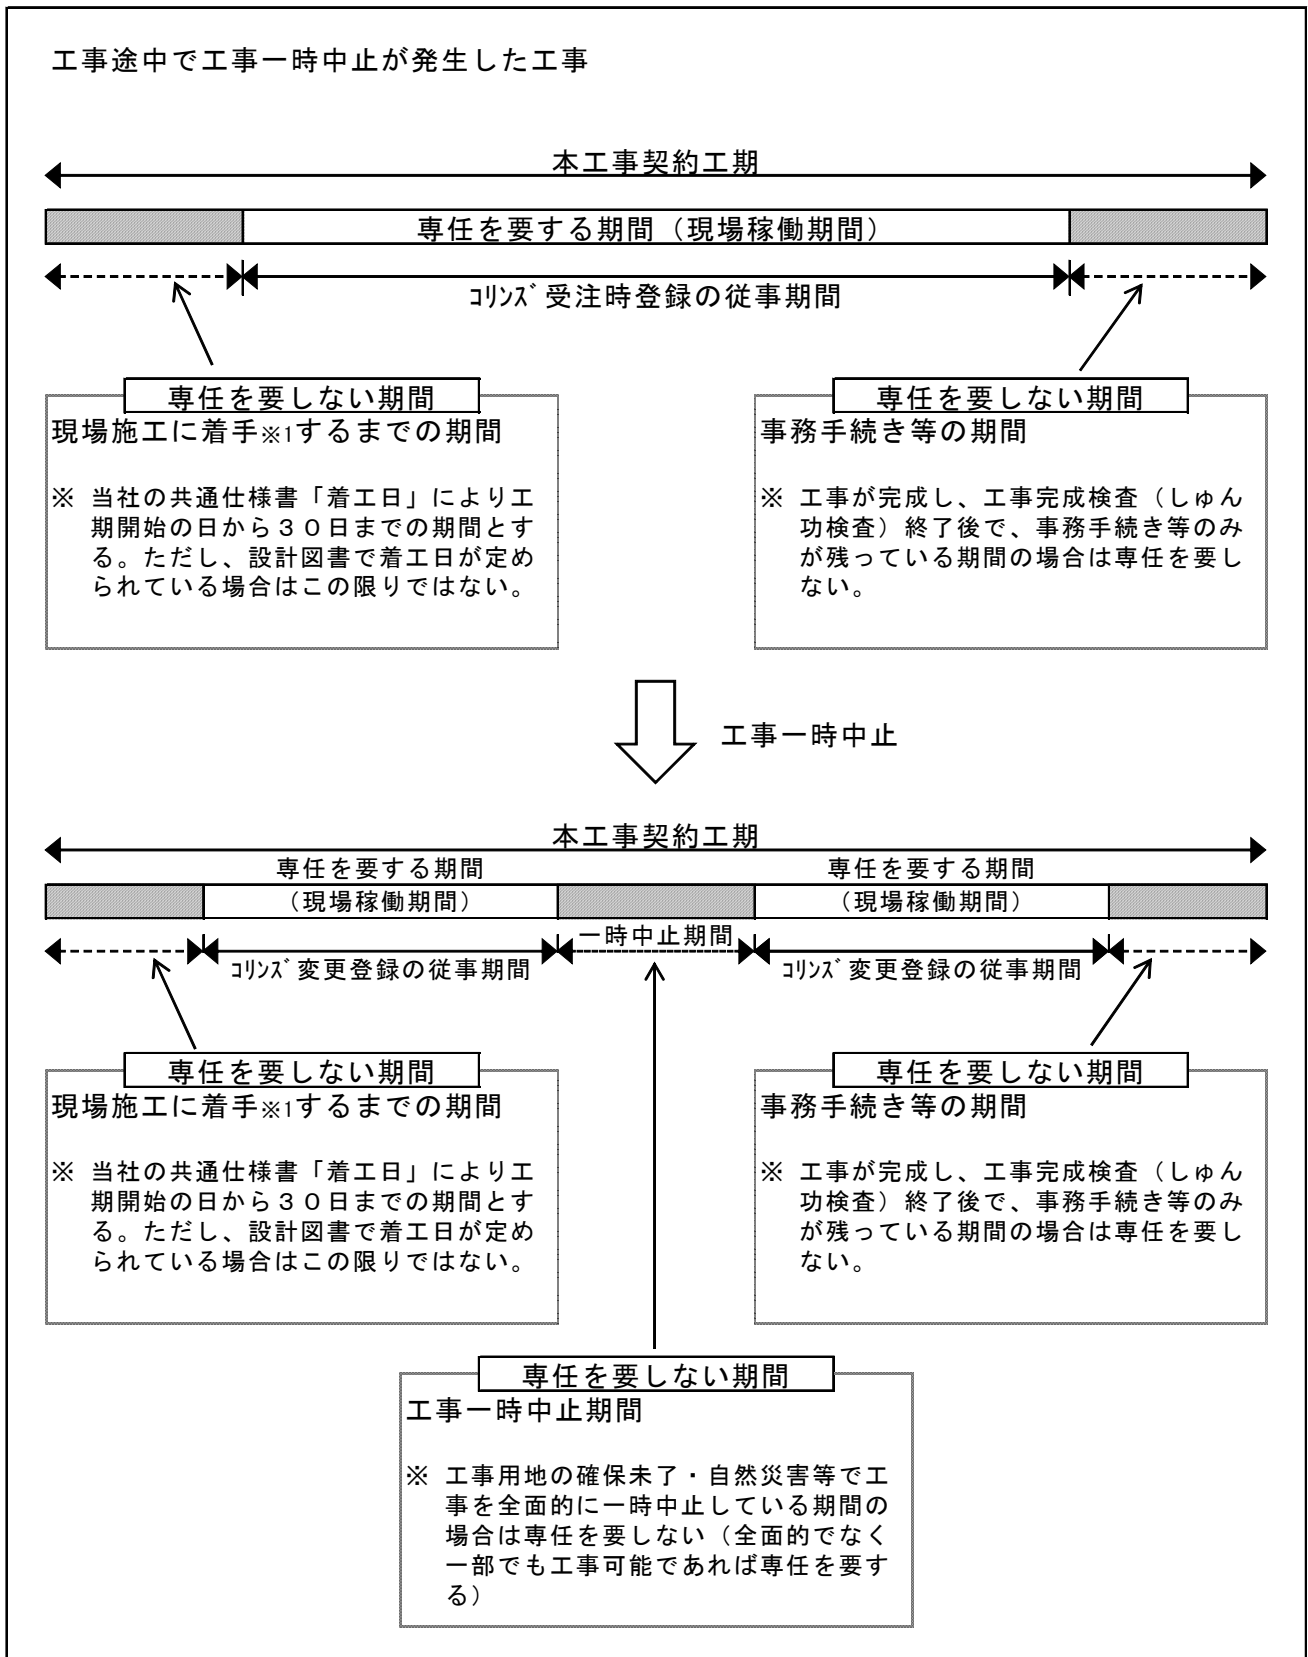 工事途中で工事一時中止が発生した工事
本工事契約工期
専任を要する期間（現場稼働期間）
ｺﾘﾝｽﾞ受注時登録の従事期間
専任を要しない期間
現場施工に着手※1するまでの期間
※ 当社の共通仕様書「着工日」により工
期開始の日から３０日までの期間とす
る。ただし、設計図書で着工日が定め
られている場合はこの限りではない。
専任を要しない期間
事務手続き等の期間
※ 工事が完成し、工事完成検査（しゅん
功検査）終了後で、事務手続き等のみ
が残っている期間の場合は専任を要し
ない。
工事一時中止
本工事契約工期
専任を要する期間
（現場稼働期間）
専任を要する期間
（現場稼働期間）
一時中止期間
ｺﾘﾝｽﾞ変更登録の従事期間
ｺﾘﾝｽﾞ変更登録の従事期間
専任を要しない期間
現場施工に着手※1するまでの期間
※ 当社の共通仕様書「着工日」により工
期開始の日から３０日までの期間とす
る。ただし、設計図書で着工日が定め
られている場合はこの限りではない。
専任を要しない期間
事務手続き等の期間
※ 工事が完成し、工事完成検査（しゅん
功検査）終了後で、事務手続き等のみ
が残っている期間の場合は専任を要し
ない。
専任を要しない期間
工事一時中止期間
※ 工事用地の確保未了・自然災害等で工
事を全面的に一時中止している期間の
場合は専任を要しない（全面的でなく
一部でも工事可能であれば専任を要す
る）